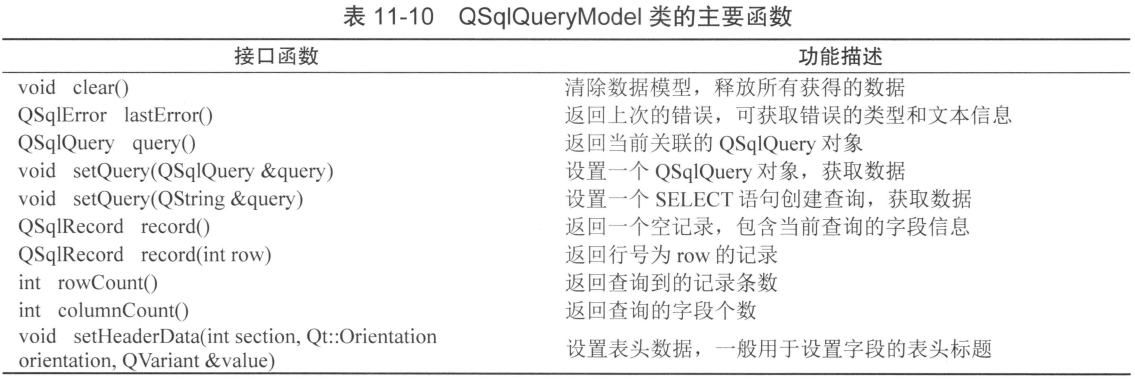 表 11-10 QSqlQueryModel 类的主要函数
接口函数 功能描述
void clear() 清除数据模型，释放所有获得的数据
QSqlError lastError() 返回上次的错误，可获取错误的类型和文本信息
QSqlQuery query() 返回当前关联的 QSqlQuery 对象
void setQuery(QSqlQuery &query) 设置一个 QSqlQuery 对象，获取数据
void setQuery(QString &query) 设置一个 SELECT 语句创建查询，获取数据
QSqlRecord record() 返回一个空记录，包含当前查询的字段信息
QSqlRecord record(int row) 返回行号为 row 的记录
int rowCount() 返回查询到的记录条数
int columnCount() 返回查询的字段个数
void setHeaderData(int section, Qt::Orientation
orientation, QVariant &value) 设置表头数据，一般用于设置字段的表头标题